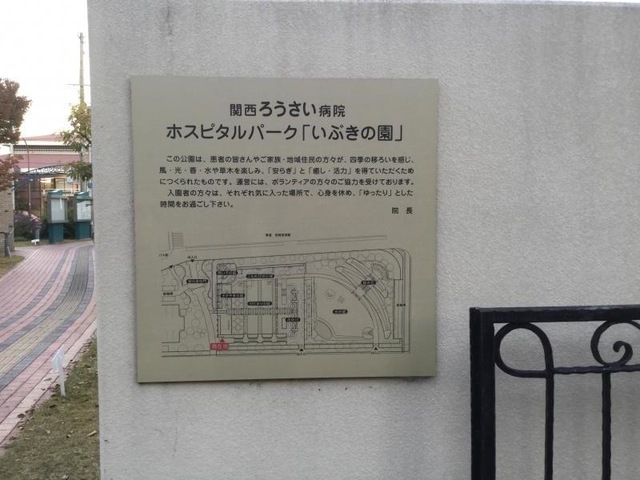 関西ろうさい病院
ホスピタルパーク「いぶきの園」
この公園は、患者の皆さんやご家族・地域住民の方々が、四季の移ろいを感じ、
風・光・香・水や草木を楽しみ、「安らぎ」と「癒し・活力」を得ていただくため
につくられたものです。運営には、ボランティアの方々のご協力を受けております。
入園者の方々は、それぞれ気に入った場所で、心身を休め、「ゆったり」とした
時間をお過ごし下さい。
院長
現在地